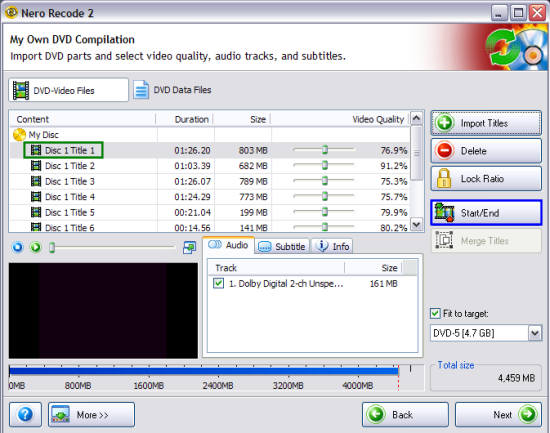 Nero Recode 2
My Own DVD Compilation
Import DVD parts and select video quality, audio tracks, and subtitles.
DVD-Video Files DVD Data Files
Content Duration Size Video Quality
My Disc
Disc 1 Title 1 01:26.20 803 MB 76.9%
Disc 1 Title 2 01:03.39 682 MB 91.2%
Disc 1 Title 3 01:26.07 789 MB 75.3%
Disc 1 Title 4 01:24.29 773 MB 75.7%
Disc 1 Title 5 00:21.04 199 MB 79.9%
Disc 1 Title 6 00:14.56 141 MB 80.2%
Import Titles
Delete
Lock Ratio
Start/End
Merge Titles
Audio Subtitle Info
Track Size
1. Dolby Digital 2-ch Unspe... 161 MB
Fit to target:
DVD-5 [4.7 GB]
Total size
4,459 MB
0MB 800MB 1600MB 2400MB 3200MB 4000MB
? More >> Back Next